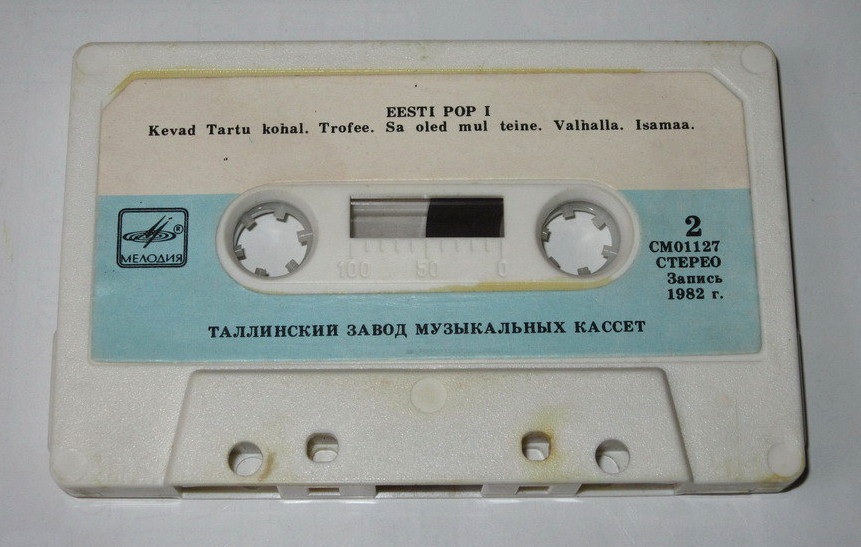 EESTI POP I
Kevad Tartu kohal. Trofee. Sa oled mul teine. Valhalla. Isamaa.
®
МЕЛОДИЯ
100 50 0
2
СМ01127
СТЕРЕО
Запись
1982 г.
ТАЛЛИНСКИЙ ЗАВОД МУЗЫКАЛЬНЫХ КАССЕТ